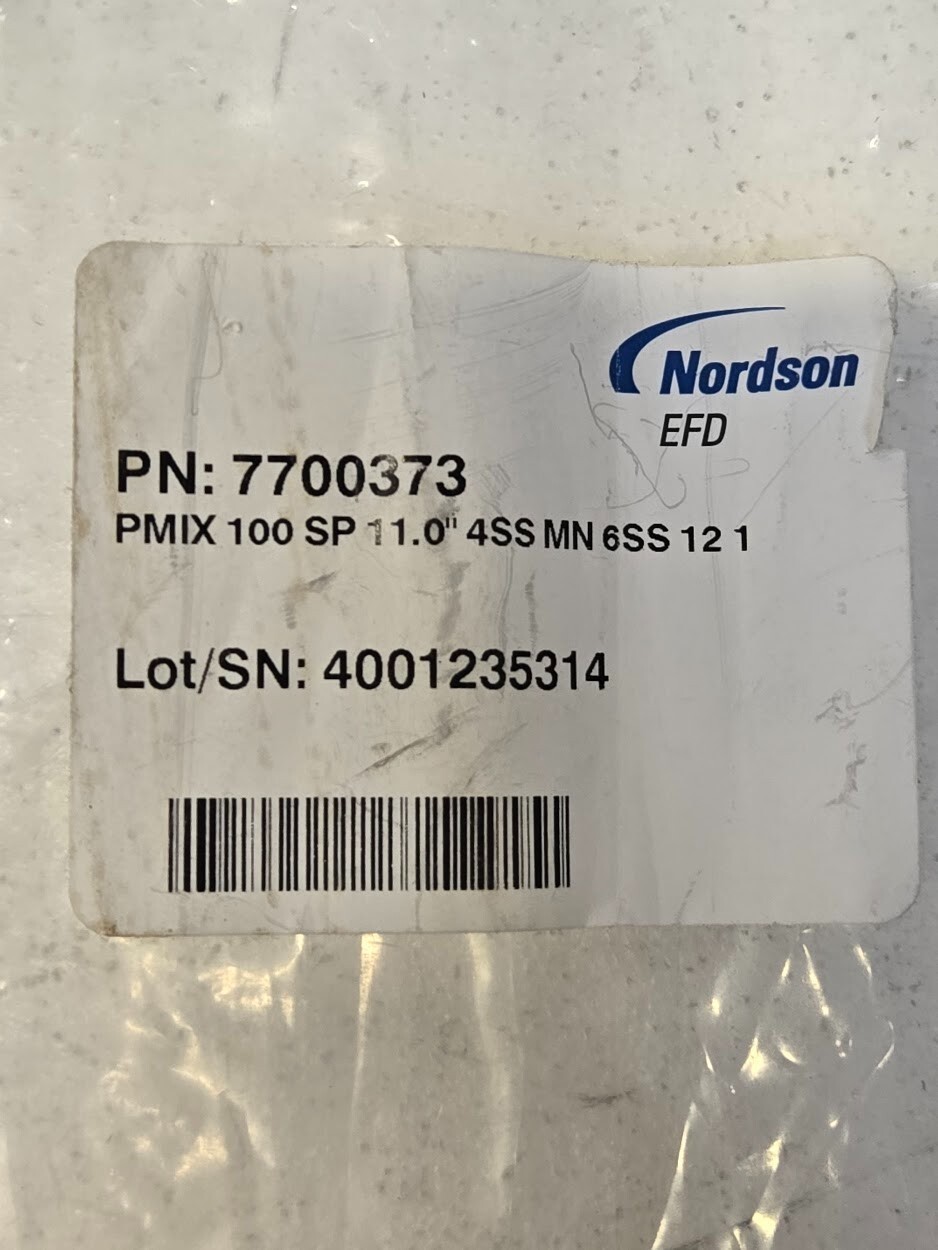 Nordson
EFD
PN: 7700373
PMIX 100 SP 11.0" 4SS MN 6SS 12 1
Lot/SN: 4001235314